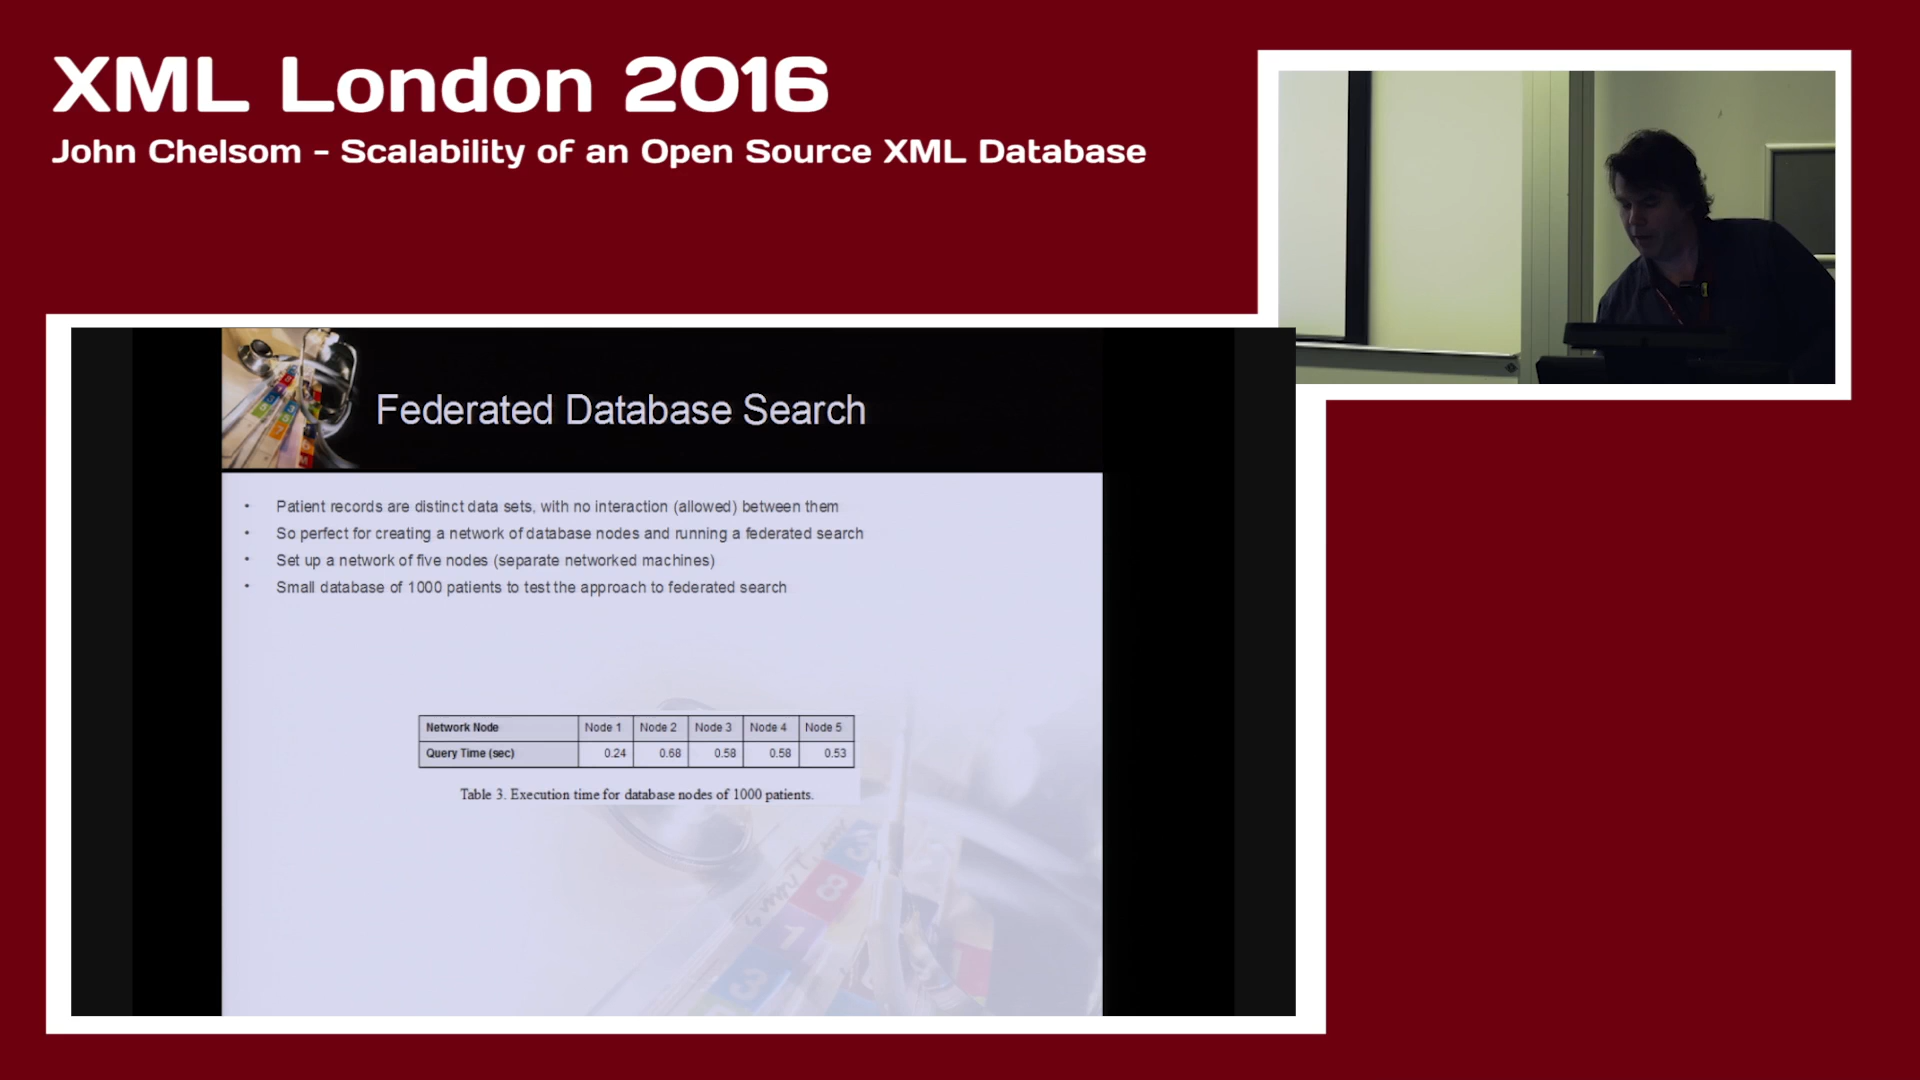 XML London 2016
John Chelsom - Scalability of an Open Source XML Database
Federated Database Search
• Patient records are distinct data sets, with no interaction (allowed) between them
• So perfect for creating a network of database nodes and running a federated search
• Set up a network of five nodes (separate networked machines)
• Small database of 1000 patients to test the approach to federated search
Network Node Node 1 Node 2 Node 3 Node 4 Node 5
Query Time (sec) 0.24 0.68 0.58 0.58 0.53
Table 3. Execution time for database nodes of 1000 patients.
8
1
3